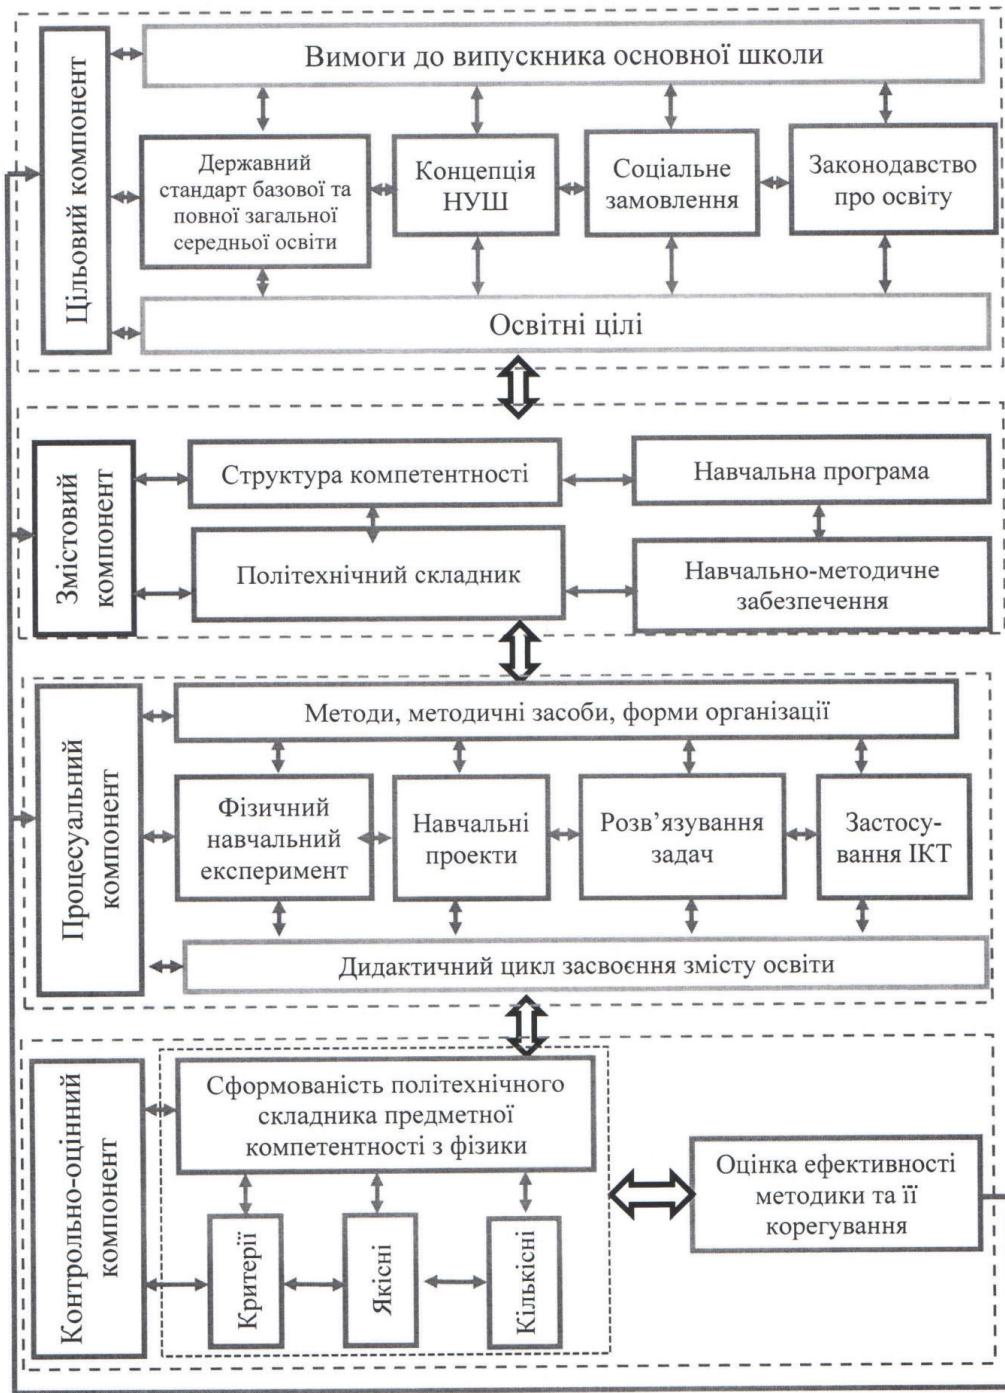 Цільовий компонент
Вимоги до випускника основної школи
Державний
стандарт базової та
повної загальної
середньої освіти
Концепція
НУШ
Соціальне
замовлення
Законодавство
про освіту
Освітні цілі
Змістовий
компонент
Структура компетентності
Навчальна програма
Політехнічний складник
Навчально-методичне
забезпечення
Процесуальний
компонент
Методи, методичні засоби, форми організації
Фізичний
навчальний
експеримент
Навчальні
проекти
Розв’язування
задач
Застосу-
вання ІКТ
Дидактичний цикл засвоєння змісту освіти
Контрольно-оцінний
компонент
Сформованість політехнічного
складника предметної
компетентності з фізики
Критерії
Якісні
Кількісні
Оцінка ефективності
методики та її
корегування